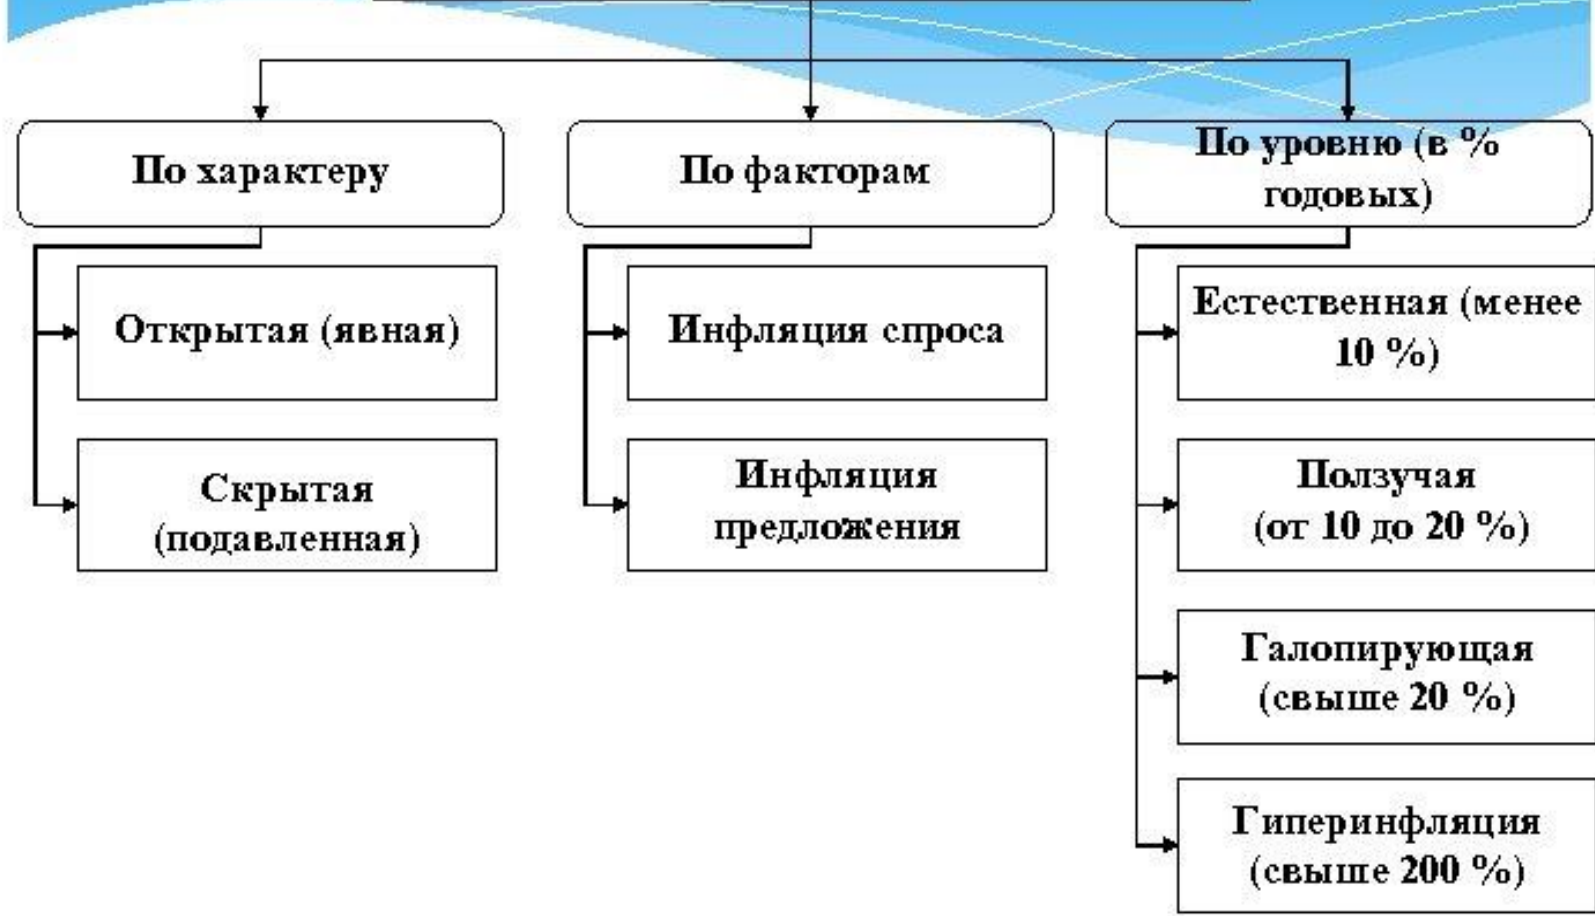 По характеру
Открытая (явная)
Скрытая
(подавленная)
По факторам
Инфляция спроса
Инфляция
предложения
По уровню (в %
годовых)
Естественная (менее
10 %)
Ползучая
(от 10 до 20 %)
Галопирующая
(свыше 20 %)
Гиперинфляция
(свыше 200 %)